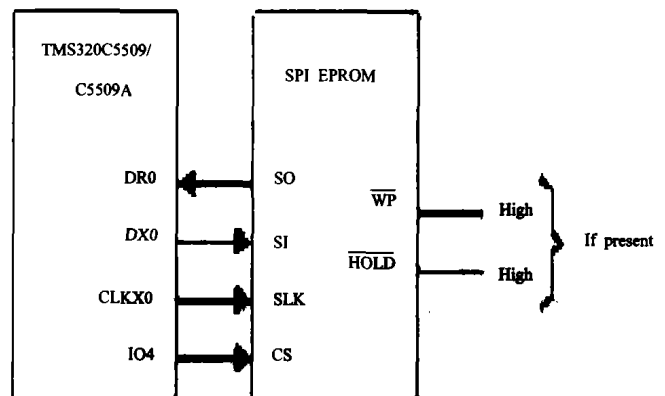 TMS320C5509/
C5509A
SPI EPROM
DR0
SO
WP
High
DX0
SI
If present
HOLD
High
CLKX0
SLK
IO4
CS